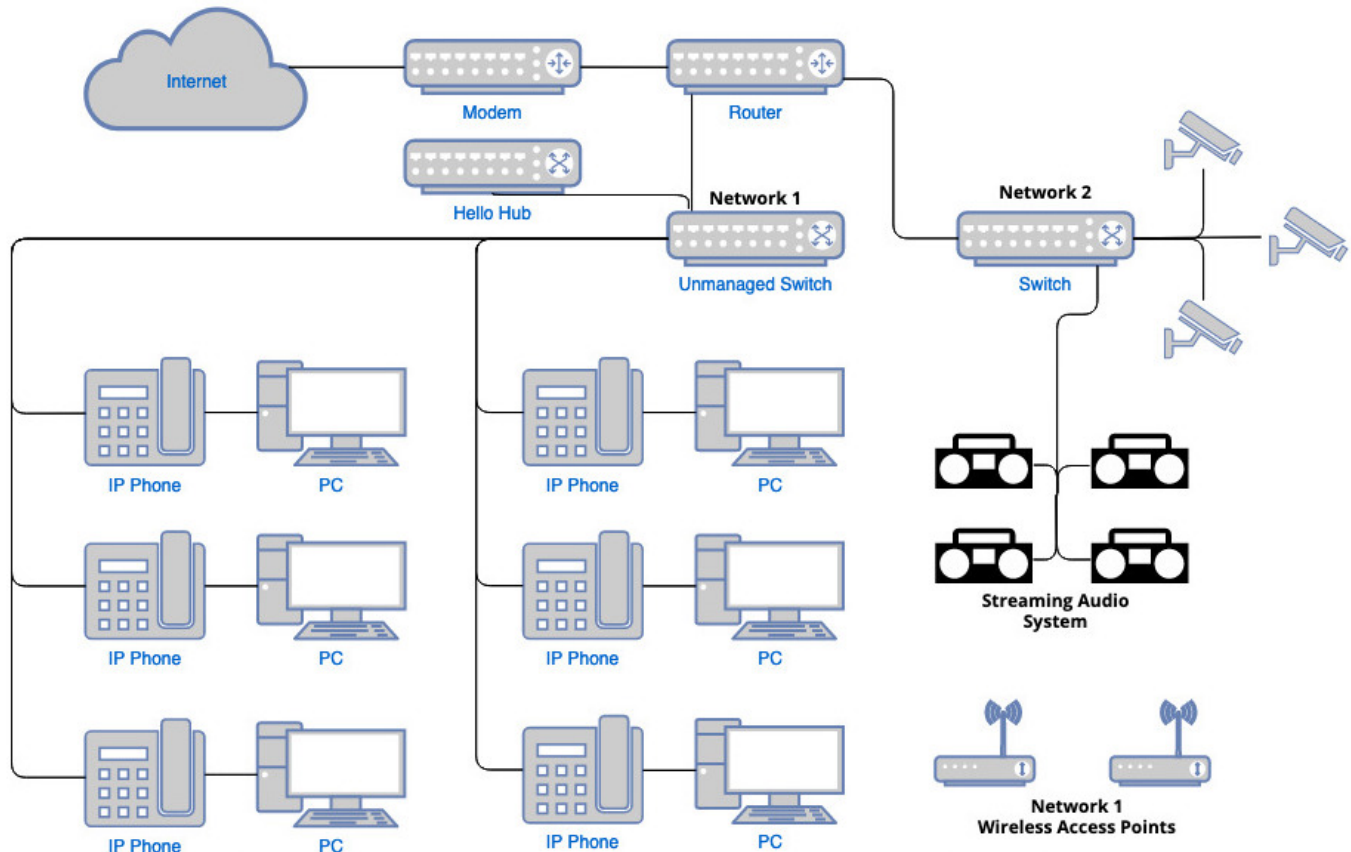 Internet
Modem
Router
Hello Hub
Network 1
Unmanaged Switch
Network 2
Switch
IP Phone
PC
IP Phone
PC
IP Phone
PC
IP Phone
PC
IP Phone
PC
IP Phone
PC
Streaming Audio
System
Network 1
Wireless Access Points